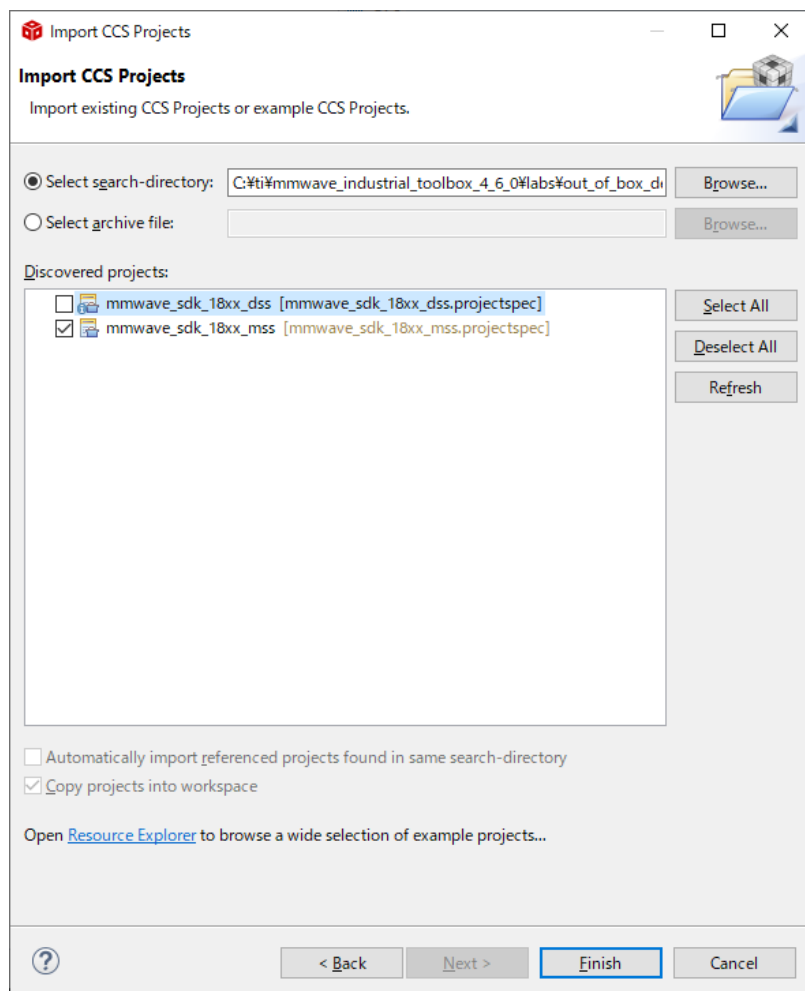 Import CCS Projects
Import CCS Projects
Import existing CCS Projects or example CCS Projects.
Select search-directory: C:¥ti¥mmwave_industrial_toolbox_4_6_0¥labs¥out_of_box_d Browse...
Select archive file: Browse...
Discovered projects:
mmwave_sdk_18xx_dss [mmwave_sdk_18xx_dss.projectspec] Select All
mmwave_sdk_18xx_mss [mmwave_sdk_18xx_mss.projectspec]
Deselect All
Refresh
Automatically import referenced projects found in same search-directory
Copy projects into workspace
Open Resource Explorer to browse a wide selection of example projects...
? < Back Next > Finish Cancel